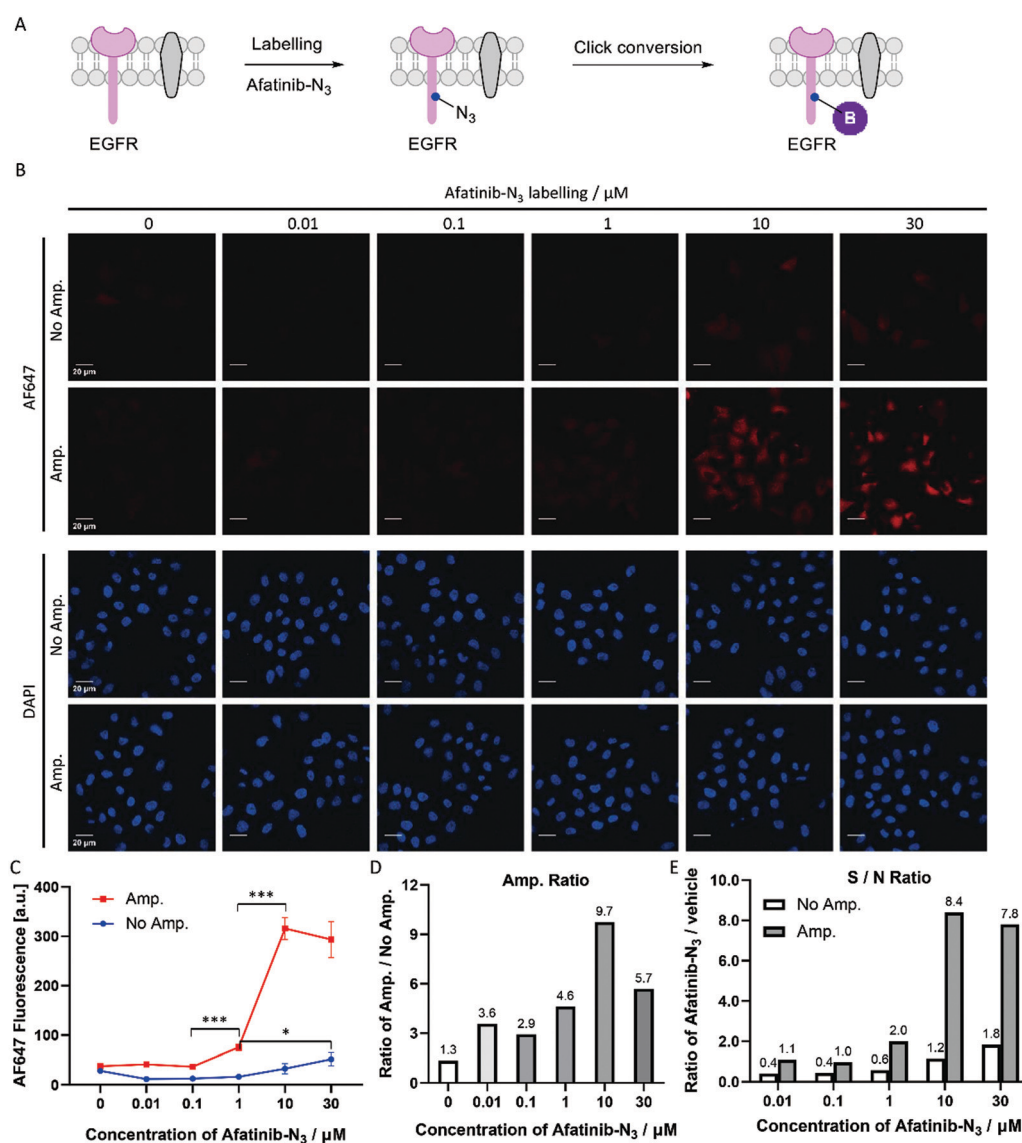 A
Labelling
Afatinib-N3
Click conversion
N3
B
EGFR
EGFR
EGFR
B
Afatinib-N3 labelling / µM
0 0.01 0.1 1 10 30
AF647
No Amp.
20 µm
Amp.
20 µm
DAPI
No Amp.
20 µm
Amp.
20 µm
C
AF647 Fluorescence [a.u.]
400
300
200
100
0
Amp.
No Amp.
***
***
*
0 0.01 0.1 1 10 30
Concentration of Afatinib-N3 / µM
D
Amp. Ratio
Ratio of Amp. / No Amp.
12
9
6
3
0
1.3 3.6 2.9 4.6 9.7 5.7
0 0.01 0.1 1 10 30
Concentration of Afatinib-N3 / µM
E
S / N Ratio
Ratio of Afatinib-N3 / vehicle
10.0
8.0
6.0
4.0
2.0
0.0
No Amp.
Amp.
0.4 1.1 0.4 1.0 0.6 2.0 1.2 8.4 1.8 7.8
0.01 0.1 1 10 30
Concentration of Afatinib-N3 / µM